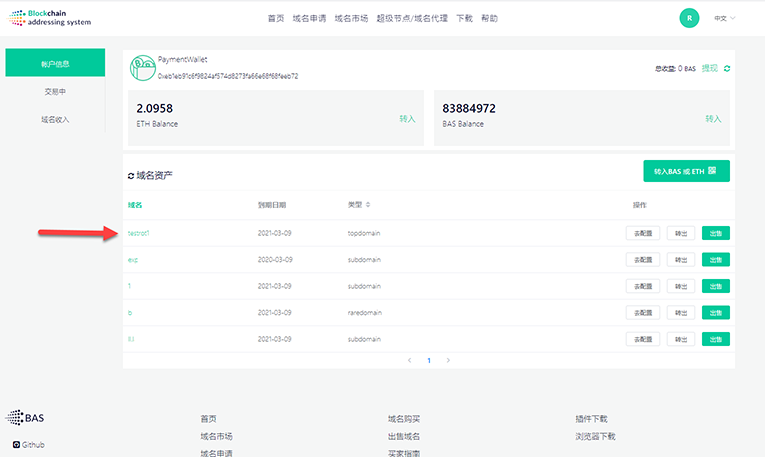 Blockchain
addressing system
首页 域名申请 域名市场 超级节点/域名代理 下载 帮助
R
中文
帐户信息
交易中
域名收入
PaymentWallet
总收益: 0 BAS 提现
2.0958
ETH Balance
转入
83884972
BAS Balance
转入
域名资产
转入BAS 或 ETH
域名 到期日期 类型 操作
testrot1 2021-03-09 topdomain 去配置 转出 出售
exp 2020-03-09 subdomain 去配置 转出 出售
1 2021-03-09 subdomain 去配置 转出 出售
b 2021-03-09 raredomain 去配置 转出 出售
2021-03-09 subdomain 去配置 转出 出售
< 1 >
BAS
Github
首页 域名购买 插件下载
域名市场 出售域名 浏览器下载
域名申请 买家指南